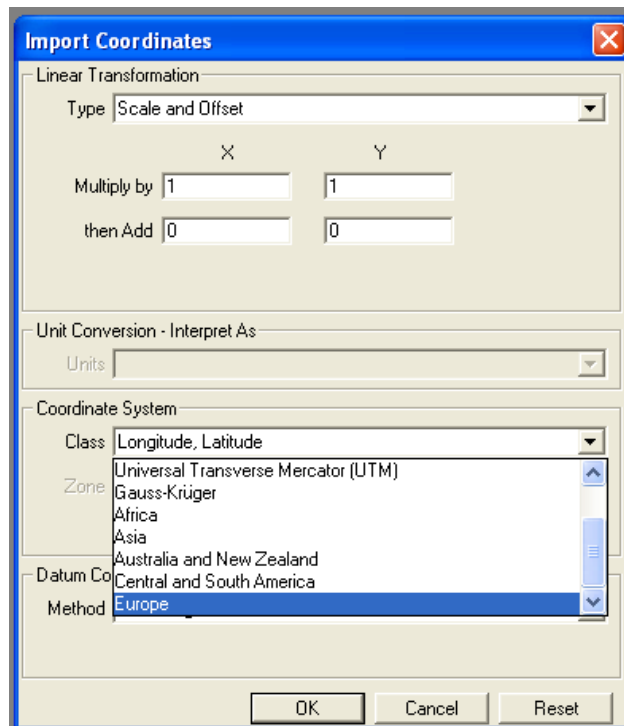 Import Coordinates
Linear Transformation
Type Scale and Offset
X Y
Multiply by 1 1
then Add 0 0
Unit Conversion - Interpret As
Units
Coordinate System
Class Longitude, Latitude
Universal Transverse Mercator (UTM)
Zone Gauss-Krüger
Africa
Asia
Australia and New Zealand
Datum Co Central and South America
Method Europe
OK Cancel Reset